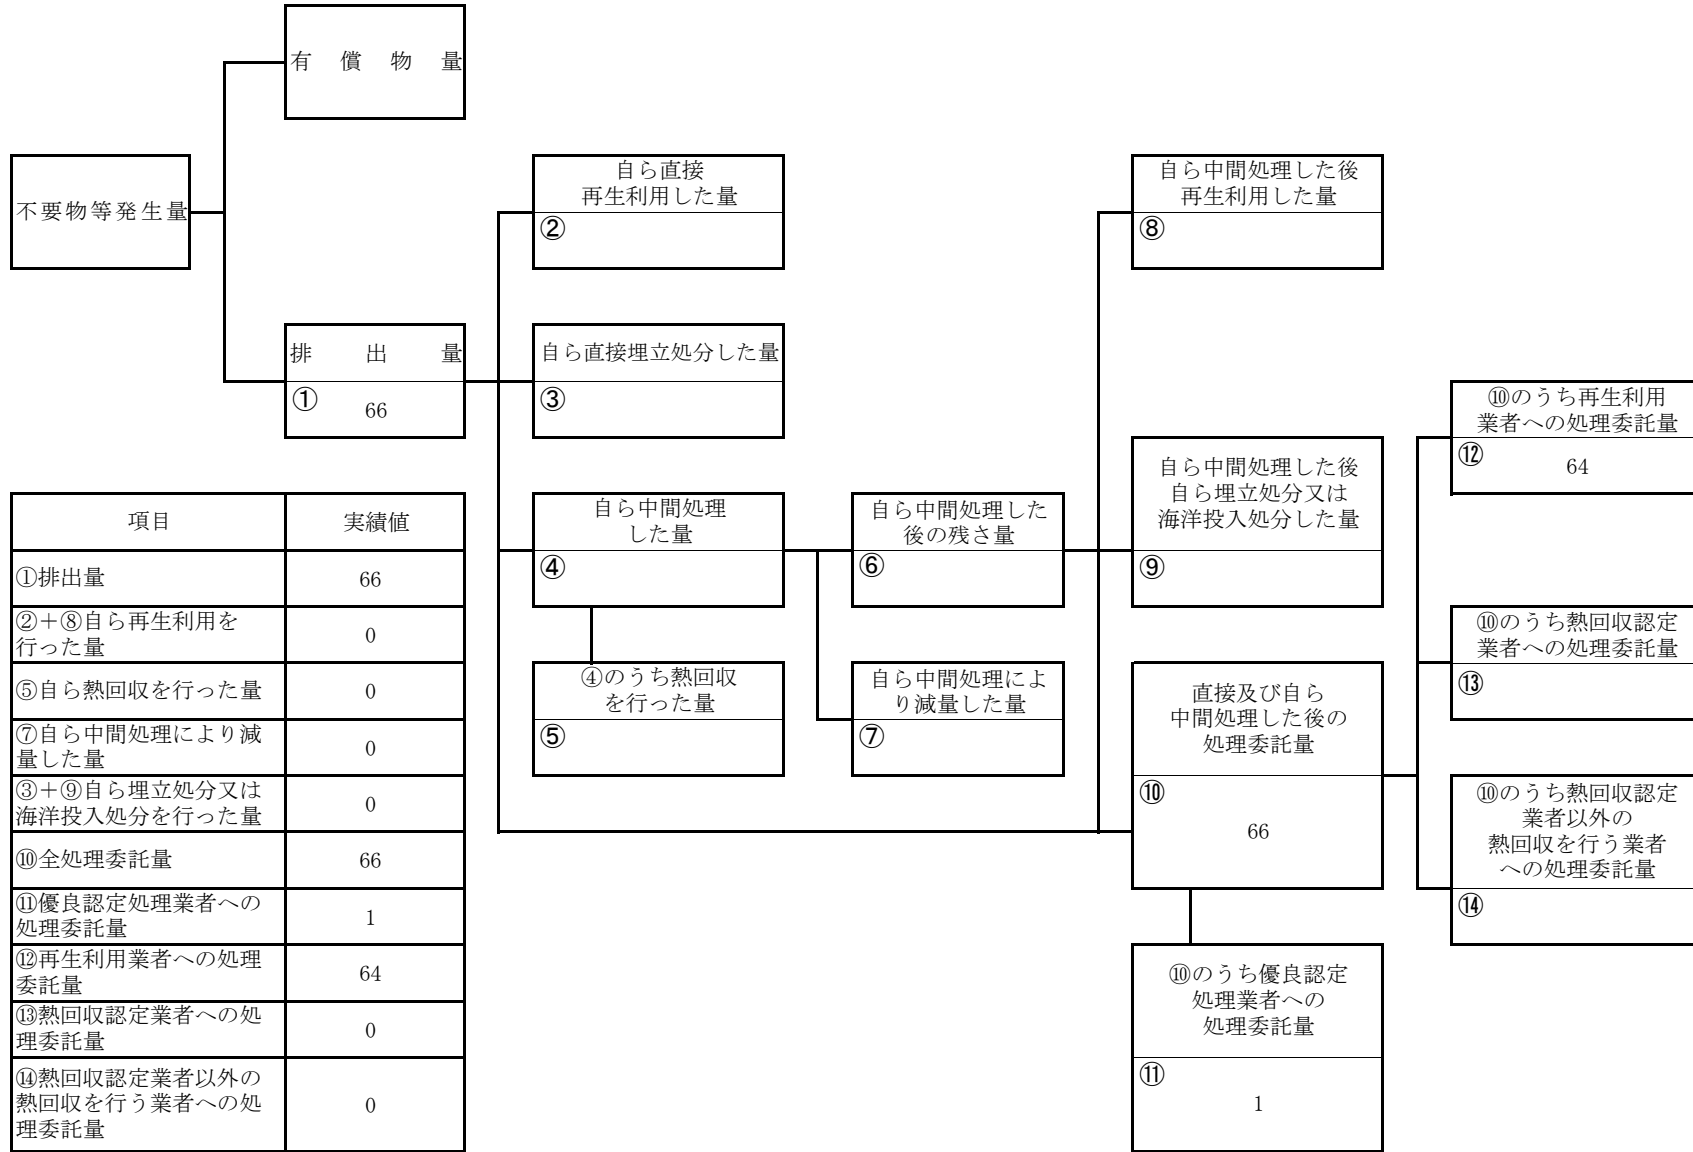 有償物量
不要物等発生量
自ら直接
再生利用した量
②
自ら中間処理した後
再生利用した量
⑧
排出量
①
66
自ら直接埋立処分した量
③
⑩のうち再生利用
業者への処理委託量
⑫
64
自ら中間処理
した量
④
自ら中間処理した
後の残さ量
⑥
自ら中間処理した後
自ら埋立処分又は
海洋投入処分した量
⑨
⑩のうち熱回収認定
業者への処理委託量
⑬
④のうち熱回収
を行った量
⑤
自ら中間処理によ
り減量した量
⑦
直接及び自ら
中間処理した後の
処理委託量
⑩
66
⑩のうち熱回収認定
業者以外の
熱回収を行う業者
への処理委託量
⑭
⑩のうち優良認定
処理業者への
処理委託量
⑪
1
項目 実績値
①排出量 66
②＋⑧自ら再生利用を
行った量 0
⑤自ら熱回収を行った量 0
⑦自ら中間処理により減
量した量 0
③＋⑨自ら埋立処分又は
海洋投入処分を行った量 0
⑩全処理委託量 66
⑪優良認定処理業者への
処理委託量 1
⑫再生利用業者への処理
委託量 64
⑬熱回収認定業者への処
理委託量 0
⑭熱回収認定業者以外の
熱回収を行う業者への処
理委託量 0